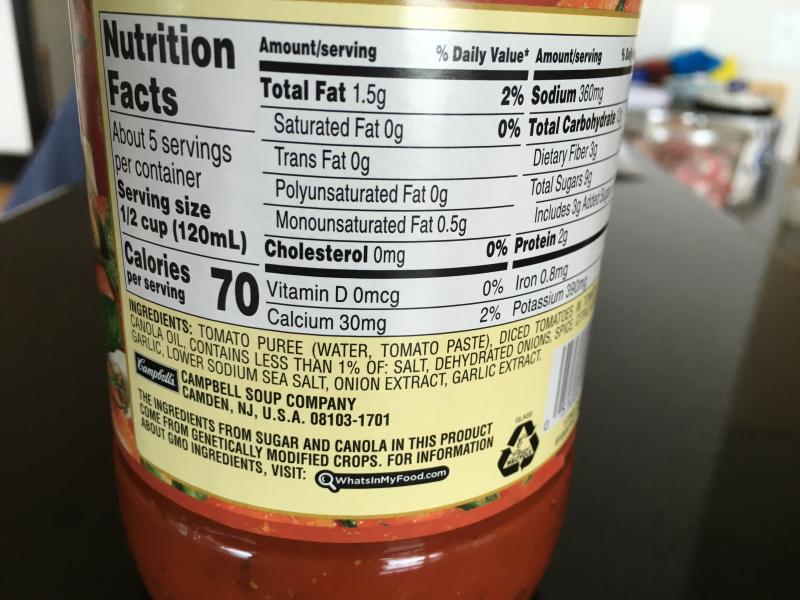 Nutrition
Facts
About 5 servings
per container
Serving size
1/2 cup (120mL)
Calories
per serving
70
Amount/serving % Daily Value*
Total Fat 1.5g 2%
Saturated Fat 0g 0%
Trans Fat 0g
Polyunsaturated Fat 0g
Monounsaturated Fat 0.5g
Cholesterol 0mg 0%
Vitamin D 0mcg 0%
Calcium 30mg 2%
Amount/serving
Sodium 360mg
Total Carbohydrate
Dietary Fiber 3g
Total Sugars 9g
Includes 3g Added
Protein 2g
Iron 0.8mg
Potassium 390mg
INGREDIENTS: TOMATO PUREE (WATER, TOMATO PASTE), DICED TOMATOES IN
CANOLA OIL, CONTAINS LESS THAN 1% OF: SALT, DEHYDRATED ONIONS, SPICE,
GARLIC, LOWER SODIUM SEA SALT, ONION EXTRACT, GARLIC EXTRACT.
Campbell's
CAMPBELL SOUP COMPANY
CAMDEN, NJ, U.S.A. 08103-1701
THE INGREDIENTS FROM SUGAR AND CANOLA IN THIS PRODUCT
COME FROM GENETICALLY MODIFIED CROPS. FOR INFORMATION
ABOUT GMO INGREDIENTS, VISIT: WhatsInMyFood.com
GLASS
0